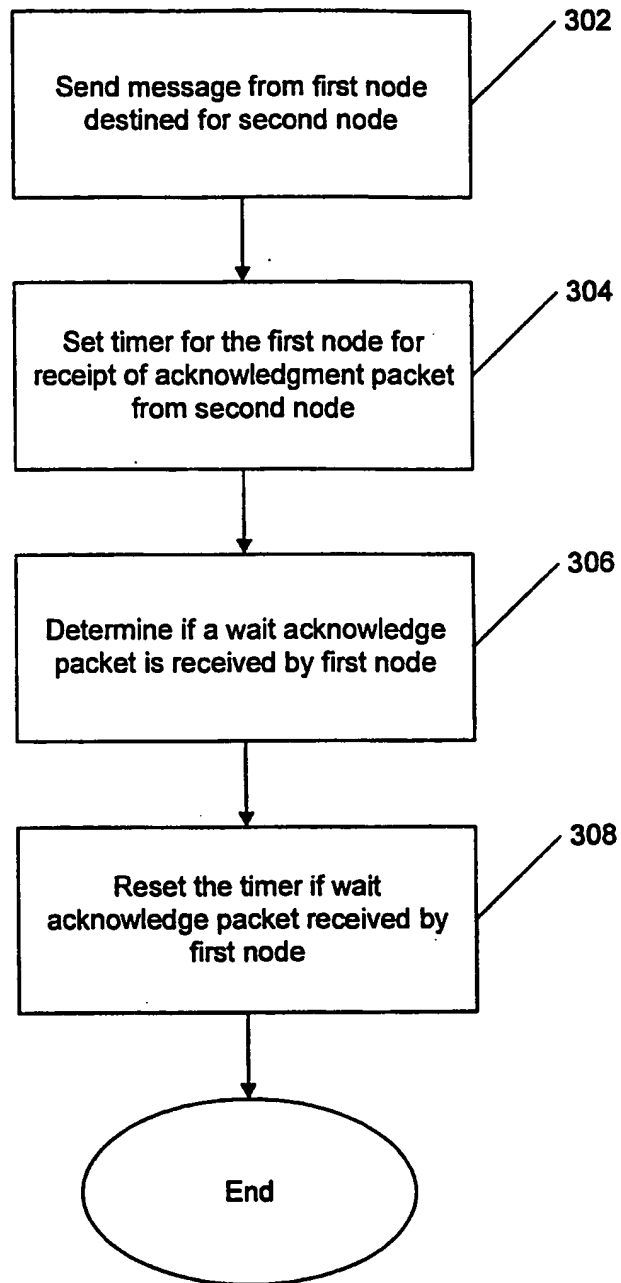 302
Send message from first node
destined for second node
304
Set timer for the first node for
receipt of acknowledgment packet
from second node
306
Determine if a wait acknowledge
packet is received by first node
308
Reset the timer if wait
acknowledge packet received by
first node
End